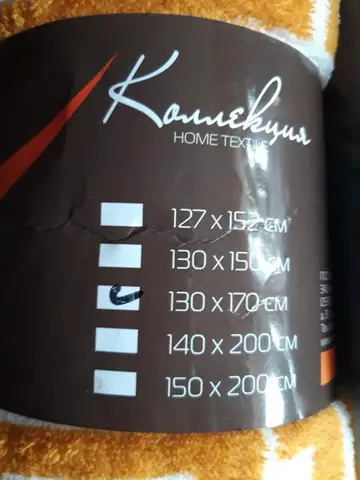 Коллекция
HOME TEXTILE
127 x 152 см
130 x 150 см
130 x 170 см
140 x 200 см
150 x 200 см